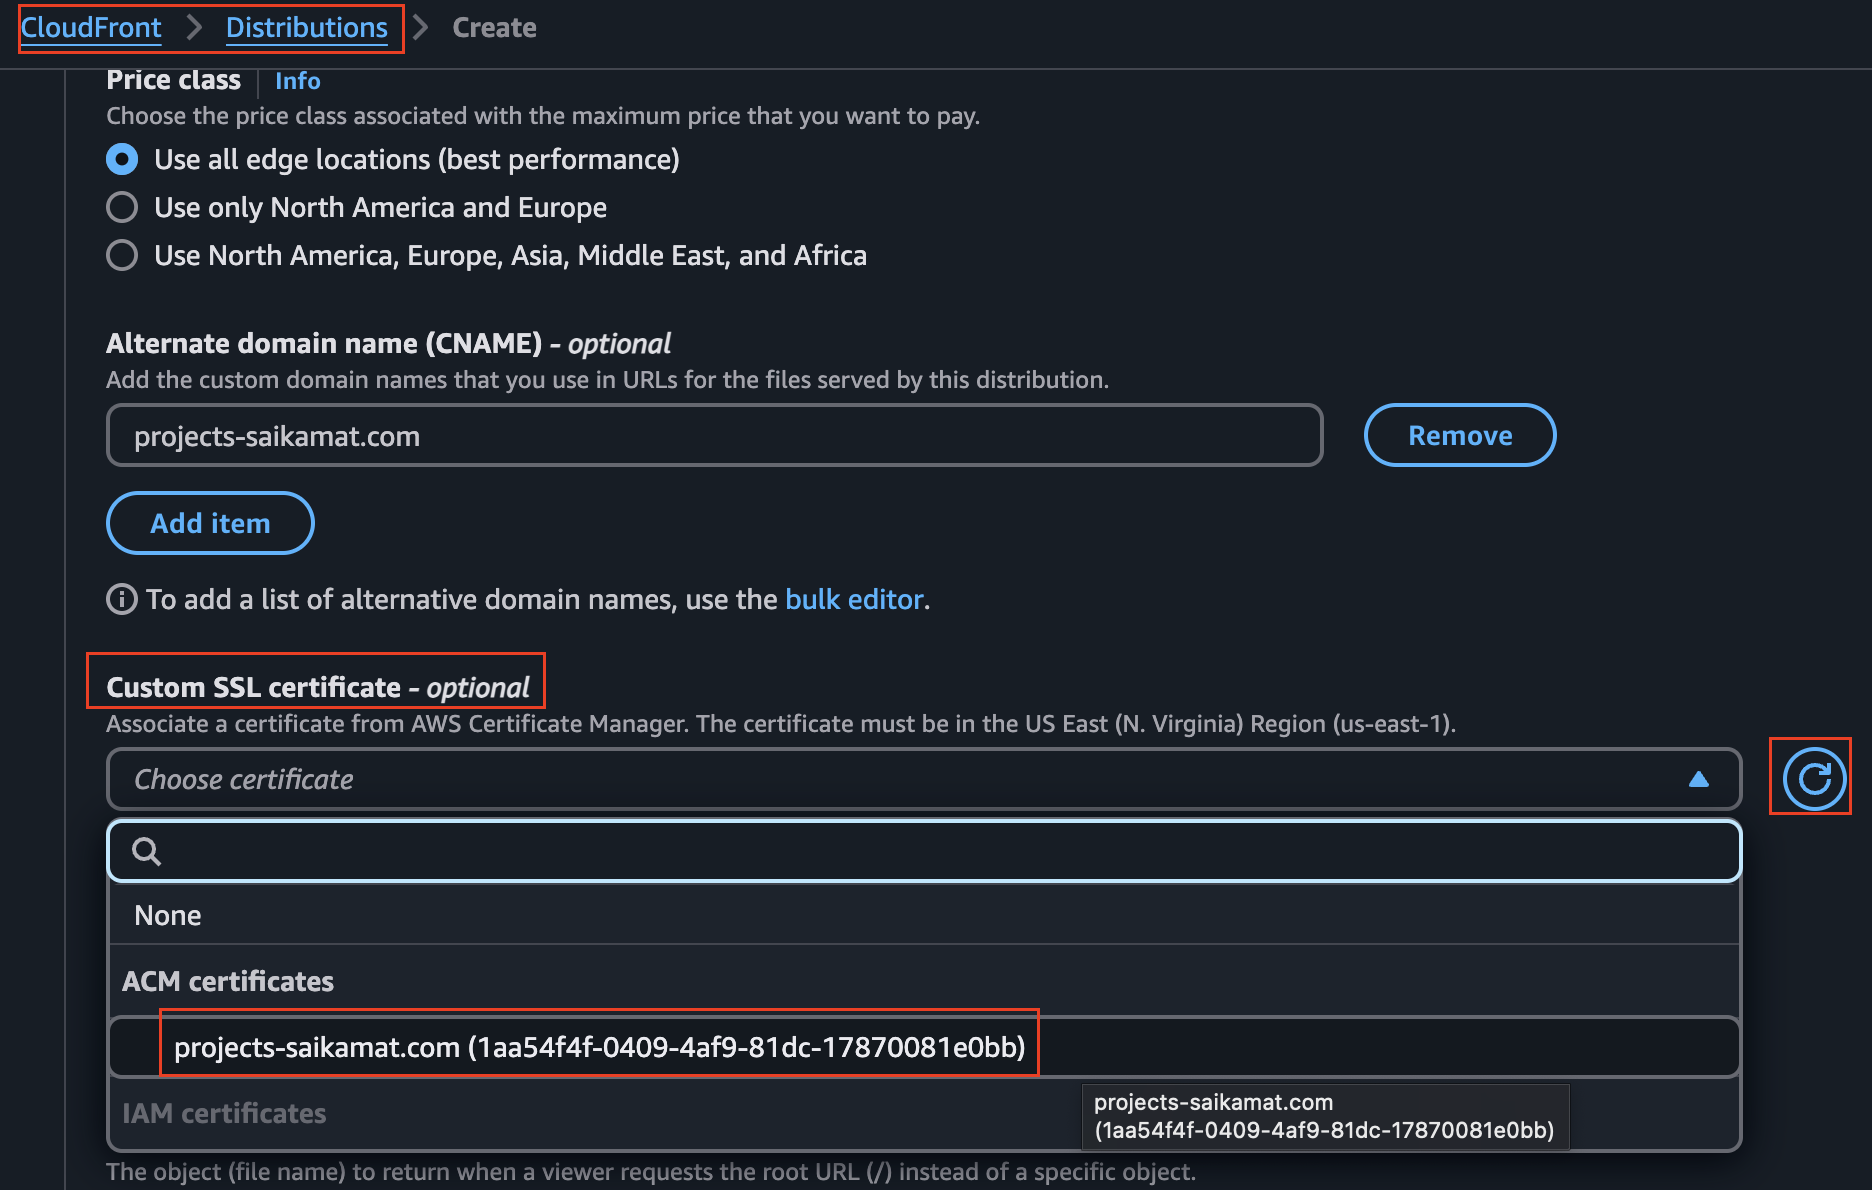 CloudFront > Distributions > Create
Price class Info
Choose the price class associated with the maximum price that you want to pay.
Use all edge locations (best performance)
Use only North America and Europe
Use North America, Europe, Asia, Middle East, and Africa
Alternate domain name (CNAME) - optional
Add the custom domain names that you use in URLs for the files served by this distribution.
projects-saikamat.com
Remove
Add item
To add a list of alternative domain names, use the bulk editor.
Custom SSL certificate - optional
Associate a certificate from AWS Certificate Manager. The certificate must be in the US East (N. Virginia) Region (us-east-1).
Choose certificate
None
ACM certificates
projects-saikamat.com (1aa54f4f-0409-4af9-81dc-17870081e0bb)
IAM certificates
projects-saikamat.com
(1aa54f4f-0409-4af9-81dc-17870081e0bb)
The object (file name) to return when a viewer requests the root URL (/) instead of a specific object.